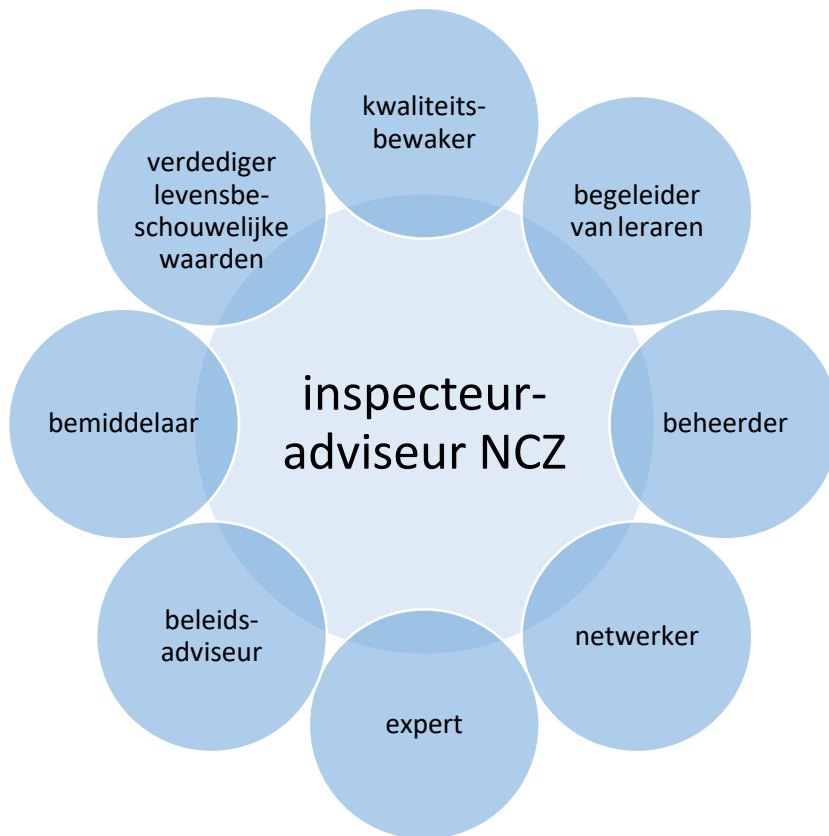 kwaliteits-
bewaker
verdediger
levensbe-
schouwelijke
waarden
begeleider
van leraren
inspecteur-
adviseur NCZ
bemiddelaar
beheerder
beleids-
adviseur
netwerker
expert